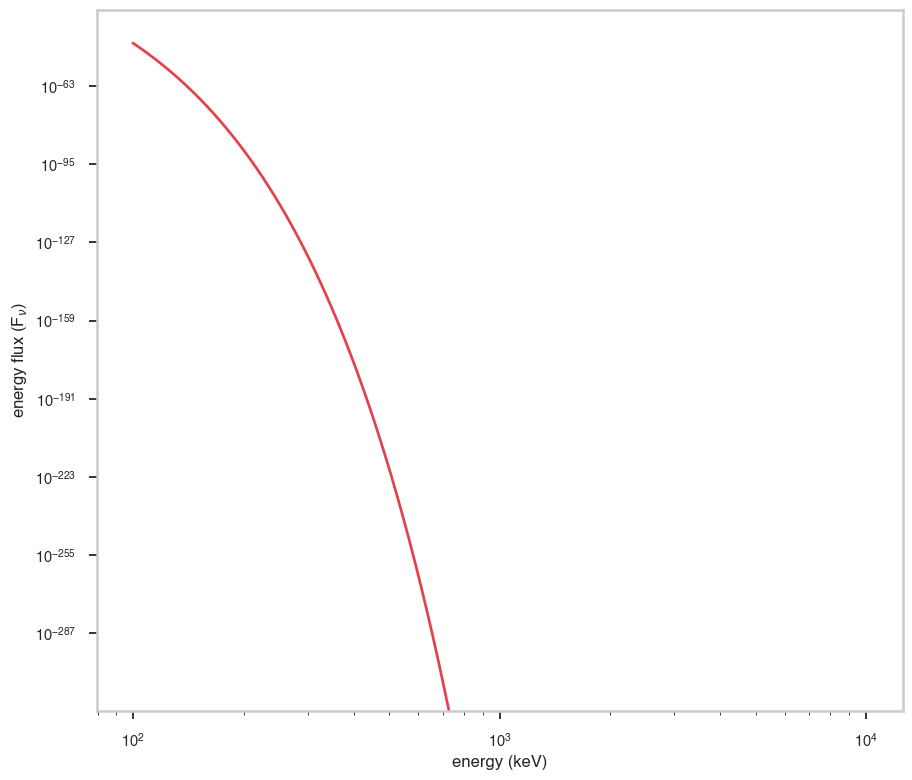 energy flux (F_ν)
10⁻⁶³
10⁻⁹⁵
10⁻¹²⁷
10⁻¹⁵⁹
10⁻¹⁹¹
10⁻²²³
10⁻²⁵⁵
10⁻²⁸⁷
10² 10³ 10⁴
energy (keV)